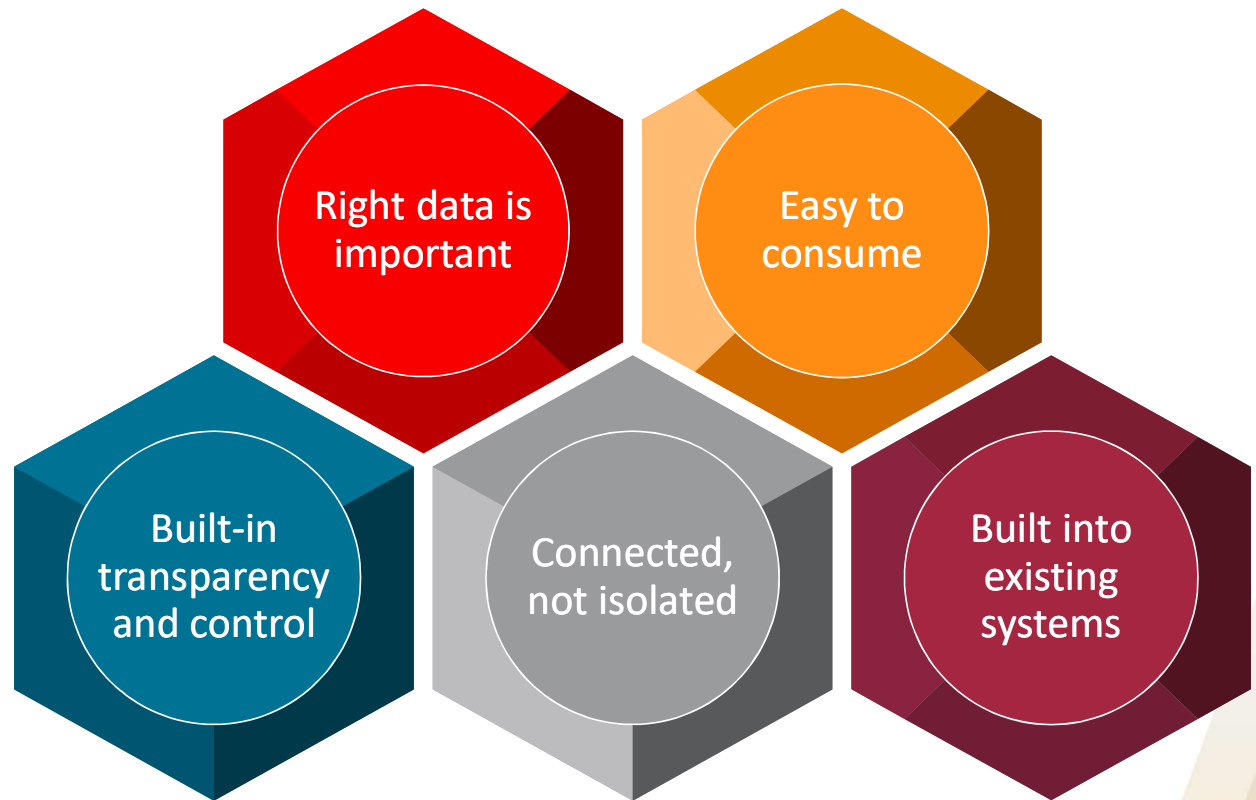 Right data is
important
Easy to
consume
Built-in
transparency
and control
Connected,
not isolated
Built into
existing
systems